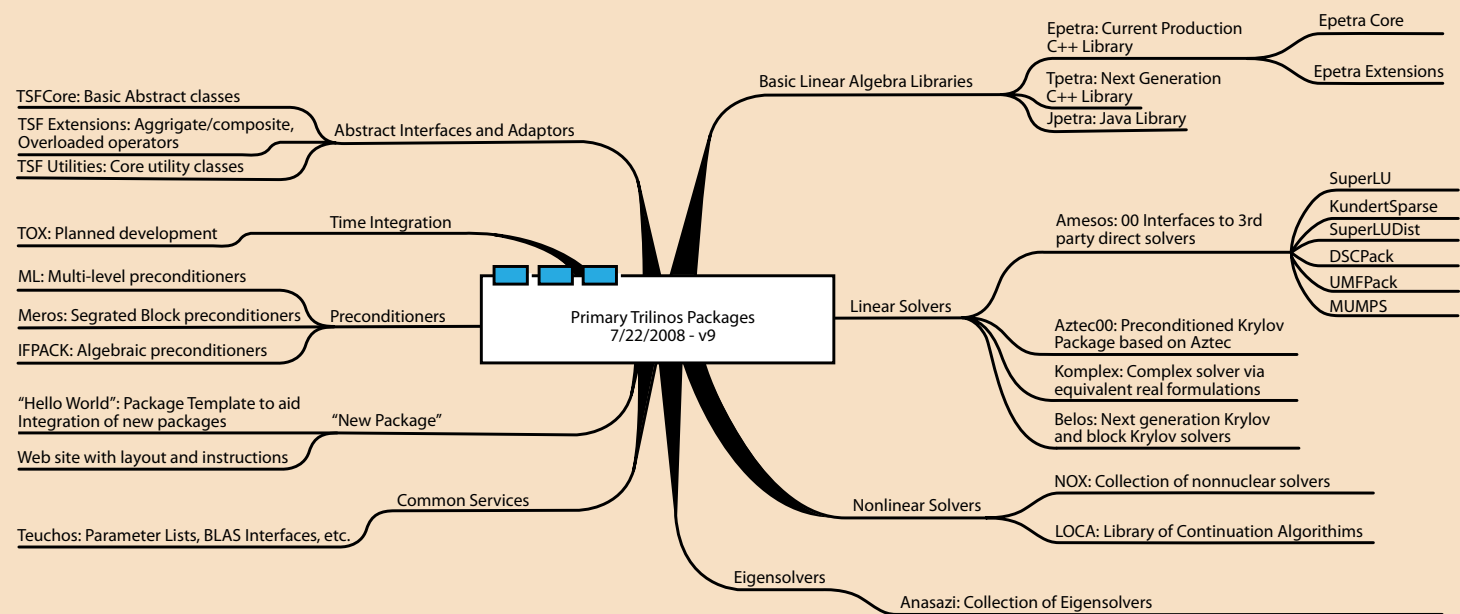 Primary Trilinos Packages
7/22/2008 - v9
Basic Linear Algebra Libraries
Epetra: Current Production
C++ Library
Epetra Core
Epetra Extensions
Tpetra: Next Generation
C++ Library
Jpetra: Java Library
Linear Solvers
Amesos: 00 Interfaces to 3rd
party direct solvers
SuperLU
KundertSparse
SuperLUDist
DSCPack
UMFPack
MUMPS
Aztec00: Preconditioned Krylov
Package based on Aztec
Komplex: Complex solver via
equivalent real formulations
Belos: Next generation Krylov
and block Krylov solvers
Nonlinear Solvers
NOX: Collection of nonnuclear solvers
LOCA: Library of Continuation Algorithims
Eigensolvers
Anasazi: Collection of Eigensolvers
Abstract Interfaces and Adaptors
TSFCore: Basic Abstract classes
TSF Extensions: Aggrigate/composite,
Overloaded operators
TSF Utilities: Core utility classes
Time Integration
TOX: Planned development
Preconditioners
ML: Multi-level preconditioners
Meros: Segrated Block preconditioners
IFPACK: Algebraic preconditioners
“New Package”
“Hello World”: Package Template to aid
Integration of new packages
Web site with layout and instructions
Common Services
Teuchos: Parameter Lists, BLAS Interfaces, etc.